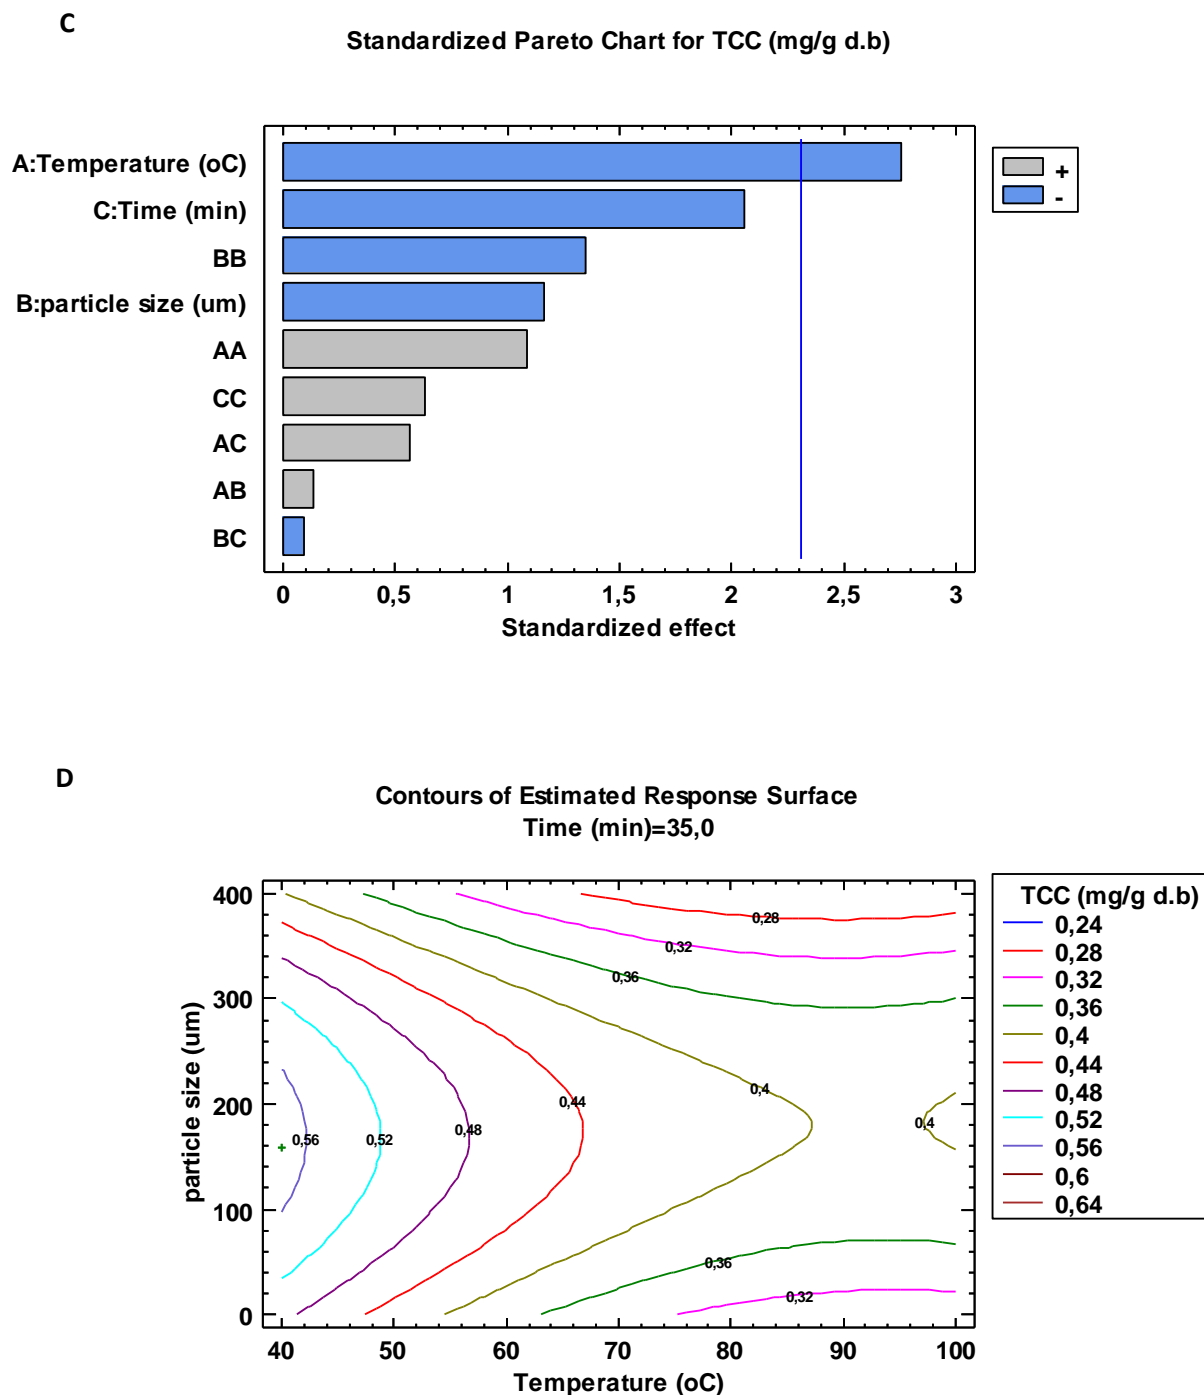 C
Standardized Pareto Chart for TCC (mg/g d.b)
A:Temperature (oC)
C:Time (min)
BB
B:particle size (um)
AA
CC
AC
AB
BC
+
-
0 0,5 1 1,5 2 2,5 3
Standardized effect
D
Contours of Estimated Response Surface
Time (min)=35,0
particle size (um)
400
300
200
100
0
0,28
0,32
0,36
0,4
0,44
0,4
0,48
0,52
0,56
0,36
0,32
40 50 60 70 80 90 100
Temperature (oC)
TCC (mg/g d.b)
0,24
0,28
0,32
0,36
0,4
0,44
0,48
0,52
0,56
0,6
0,64